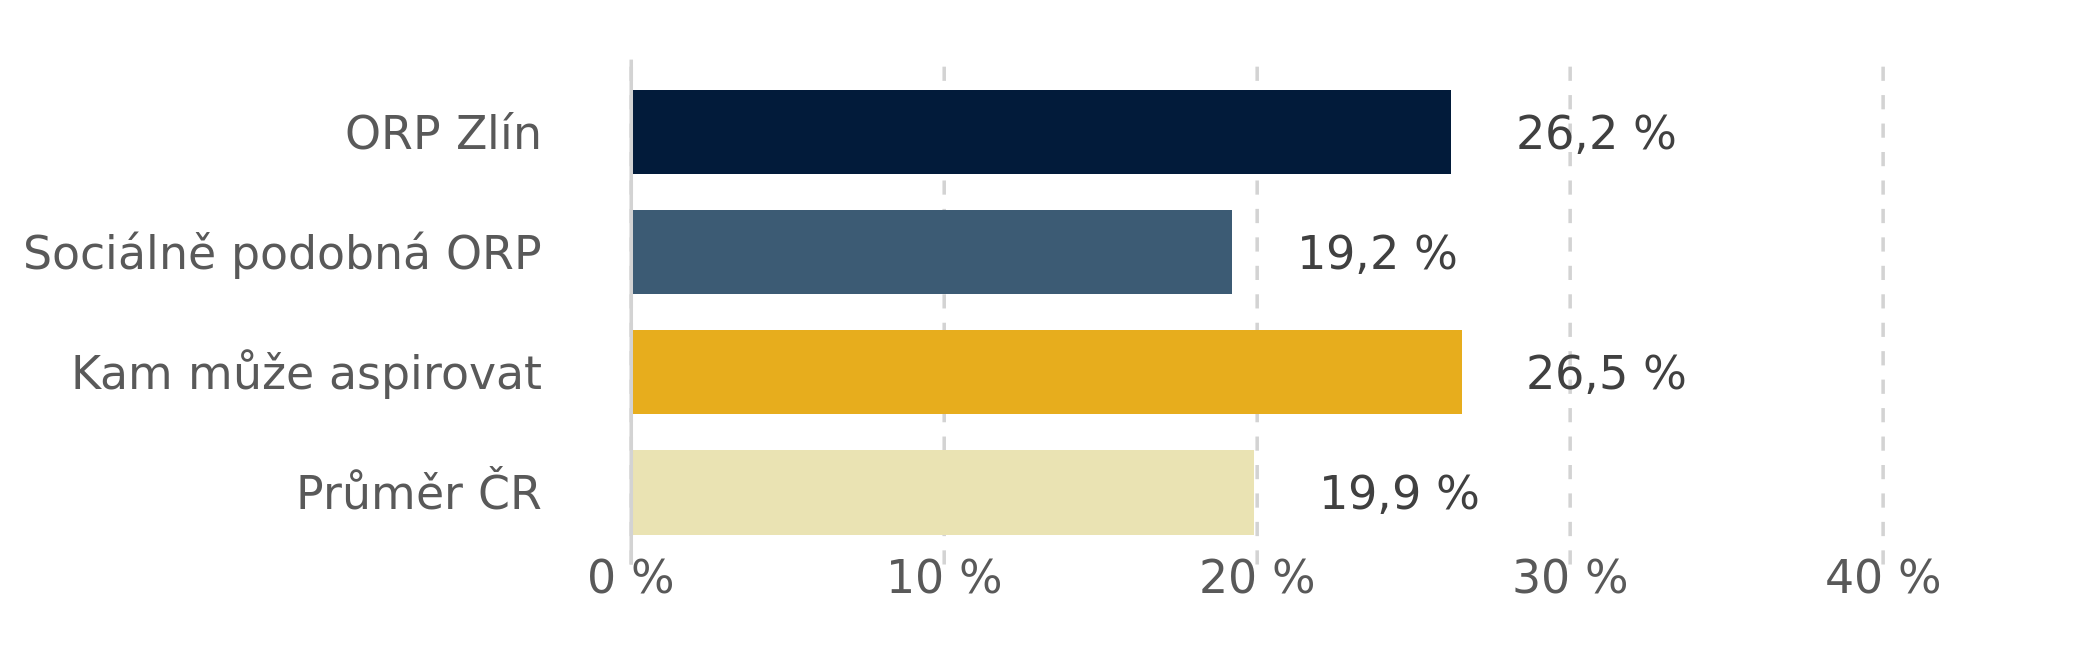 ORP Zlín
26,2 %
Sociálně podobná ORP
19,2 %
Kam může aspirovat
26,5 %
Průměr ČR
19,9 %
0 % 10 % 20 % 30 % 40 %